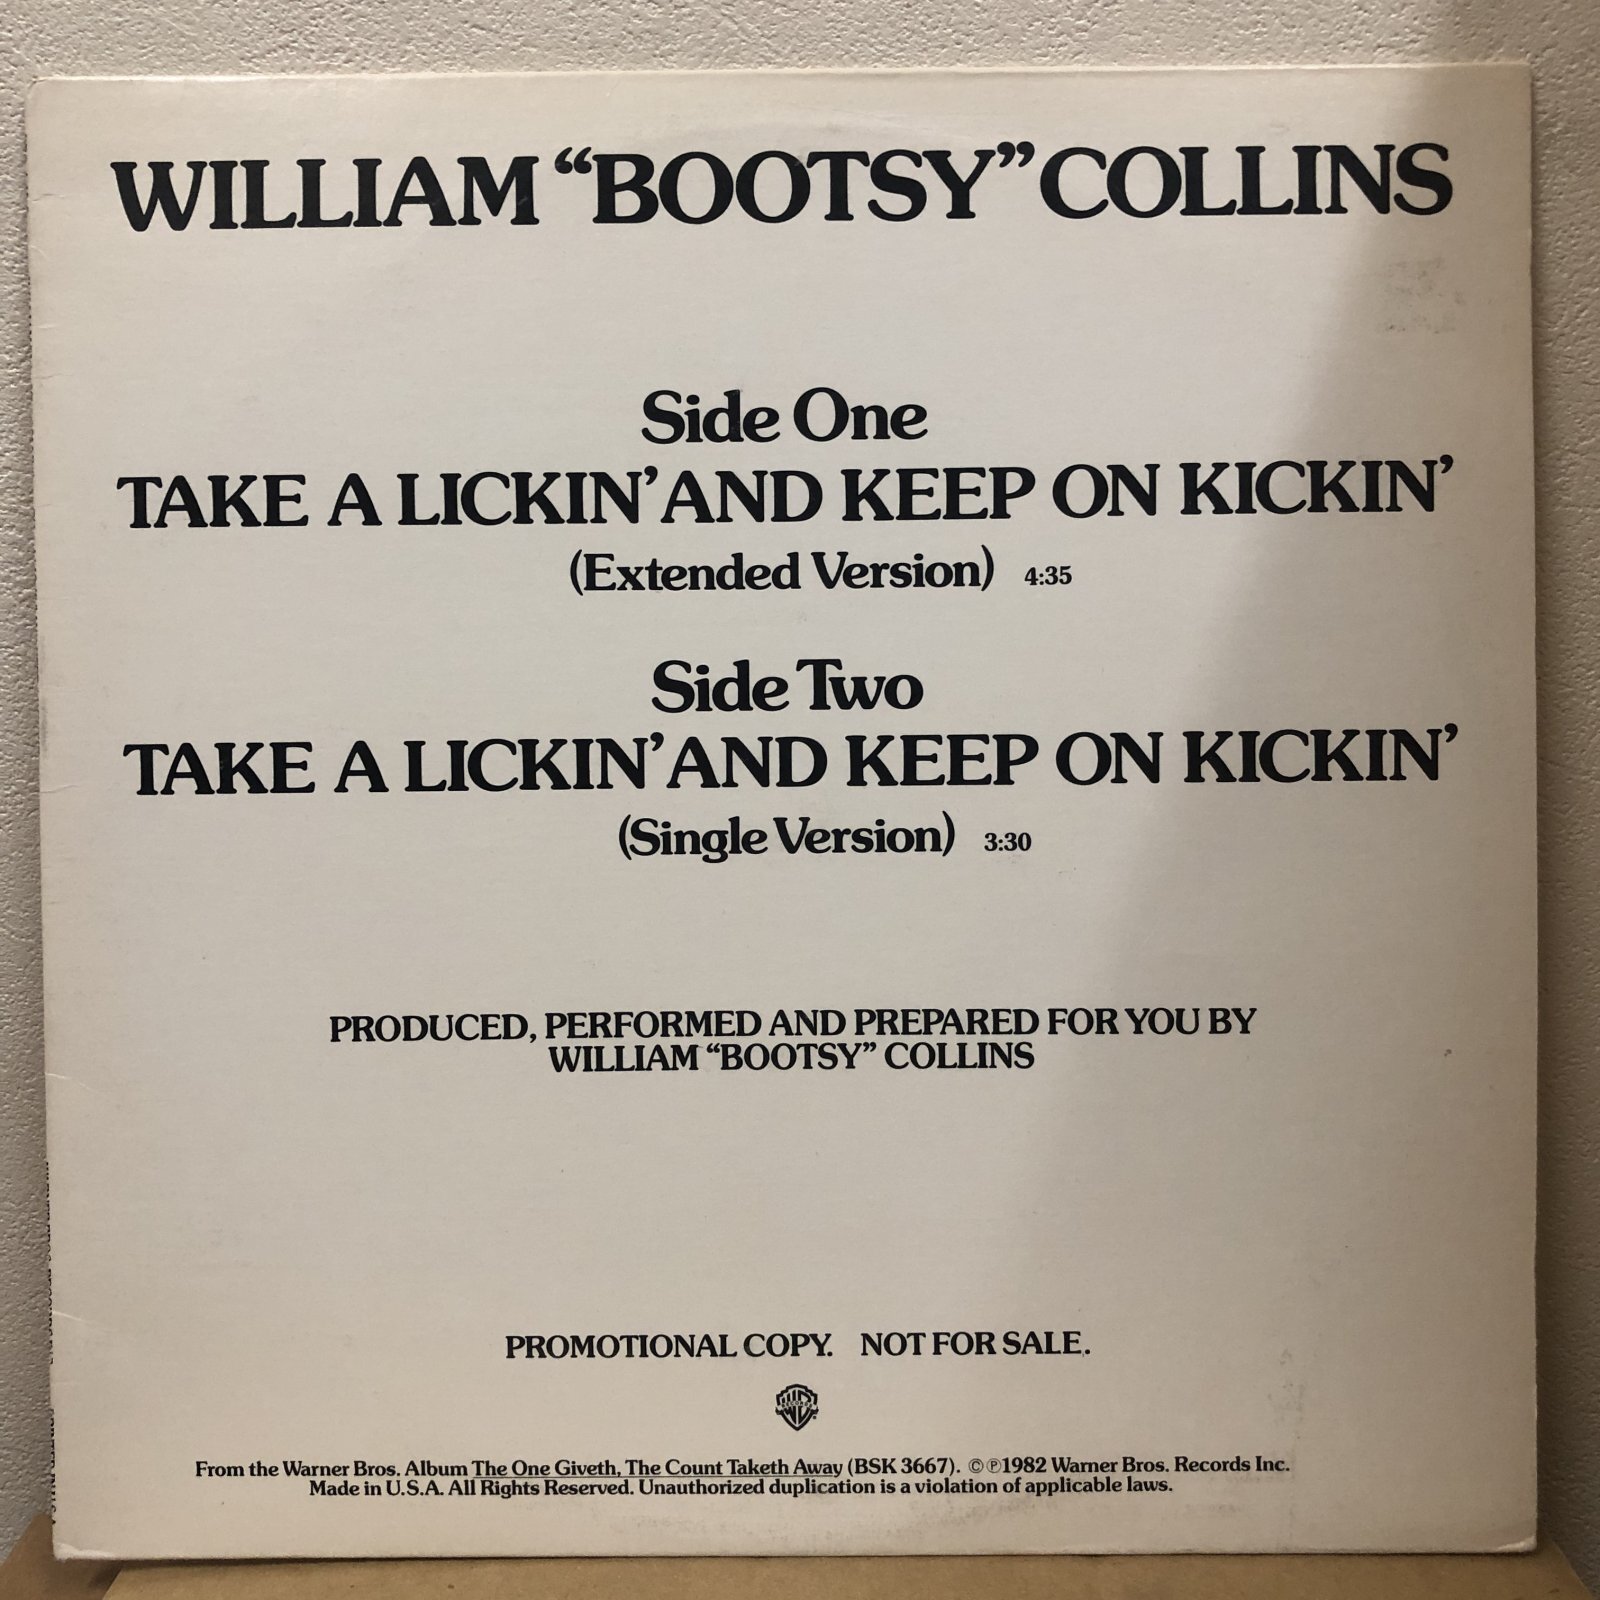 WILLIAM “BOOTSY” COLLINS
Side One
TAKE A LICKIN’ AND KEEP ON KICKIN’
(Extended Version) 4:35
Side Two
TAKE A LICKIN’ AND KEEP ON KICKIN’
(Single Version) 3:30
PRODUCED, PERFORMED AND PREPARED FOR YOU BY
WILLIAM “BOOTSY” COLLINS
PROMOTIONAL COPY. NOT FOR SALE.
From the Warner Bros. Album The One Giveth, The Count Taketh Away (BSK 3667). ©℗1982 Warner Bros. Records Inc.
Made in U.S.A. All Rights Reserved. Unauthorized duplication is a violation of applicable laws.